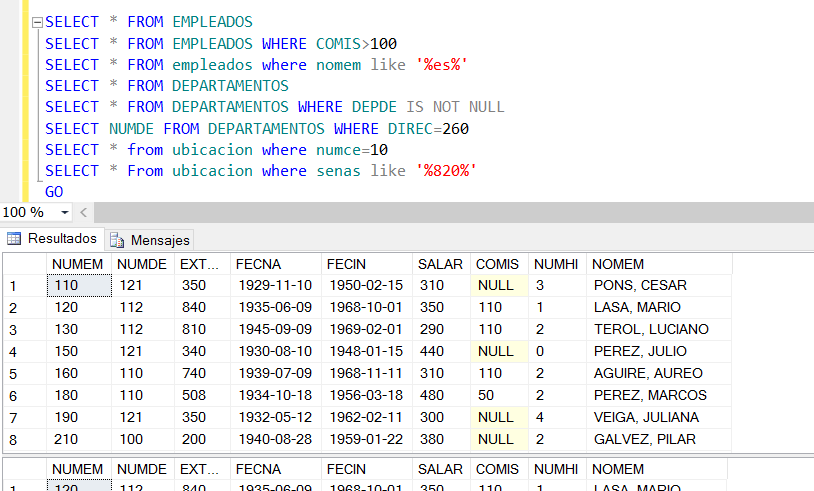 SELECT * FROM EMPLEADOS
SELECT * FROM EMPLEADOS WHERE COMIS>100
SELECT * FROM empleados where nomem like '%es%'
SELECT * FROM DEPARTAMENTOS
SELECT * FROM DEPARTAMENTOS WHERE DEPDE IS NOT NULL
SELECT NUMDE FROM DEPARTAMENTOS WHERE DIREC=260
SELECT * from ubicacion where numce=10
SELECT * From ubicacion where senas like '%820%'
GO
100 %
Resultados Mensajes
NUMEM NUMDE EXT... FECNA FECIN SALAR COMIS NUMHI NOMEM
1 110 121 350 1929-11-10 1950-02-15 310 NULL 3 PONS, CESAR
2 120 112 840 1935-06-09 1968-10-01 350 110 1 LASA, MARIO
3 130 112 810 1945-09-09 1969-02-01 290 110 2 TEROL, LUCIANO
4 150 121 340 1930-08-10 1948-01-15 440 NULL 0 PEREZ, JULIO
5 160 110 740 1939-07-09 1968-11-11 310 110 2 AGUIRE, AUREO
6 180 110 508 1934-10-18 1956-03-18 480 50 2 PEREZ, MARCOS
7 190 121 350 1932-05-12 1962-02-11 300 NULL 4 VEIGA, JULIANA
8 210 100 200 1940-08-28 1959-01-22 380 NULL 2 GALVEZ, PILAR
NUMEM NUMDE EXT... FECNA FECIN SALAR COMIS NUMHI NOMEM
1 120 112 840 1935-06-09 1968-10-01 350 110 1 LASA, MARIO